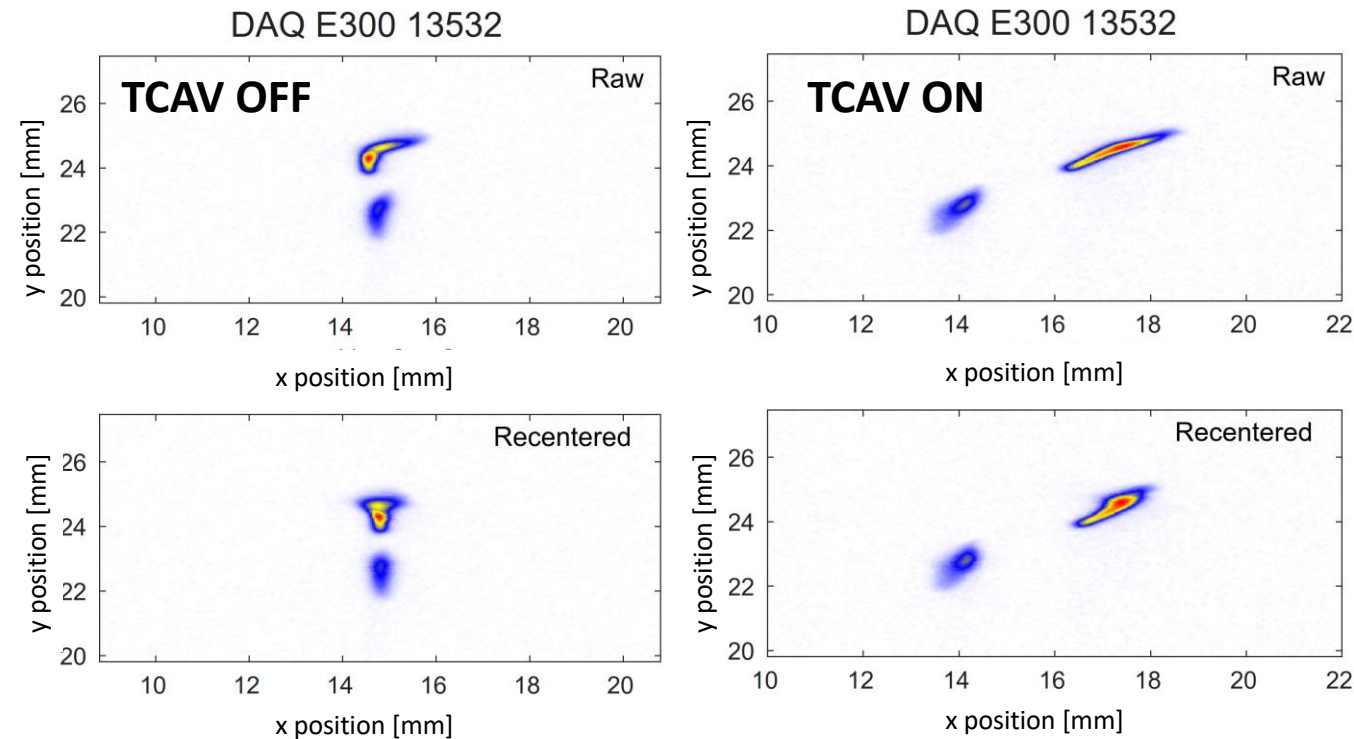 DAQ E300 13532
TCAV OFF
Raw
y position [mm]
26
24
22
20
10 12 14 16 18 20
x position [mm]
DAQ E300 13532
TCAV ON
Raw
y position [mm]
26
24
22
20
10 12 14 16 18 20 22
x position [mm]
Recentered
y position [mm]
26
24
22
20
10 12 14 16 18 20
x position [mm]
Recentered
y position [mm]
26
24
22
20
10 12 14 16 18 20 22
x position [mm]